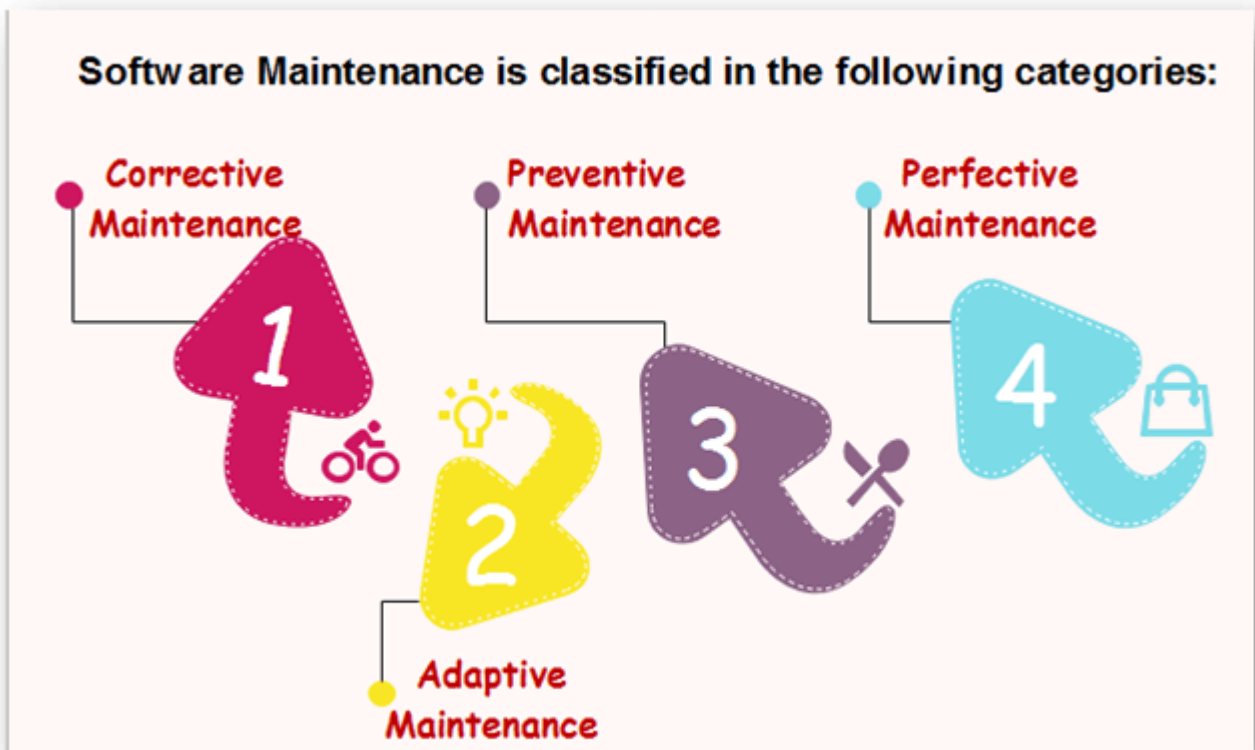 Software Maintenance is classified in the following categories:
Corrective
Maintenance
1
2
Adaptive
Maintenance
Preventive
Maintenance
3
Perfective
Maintenance
4